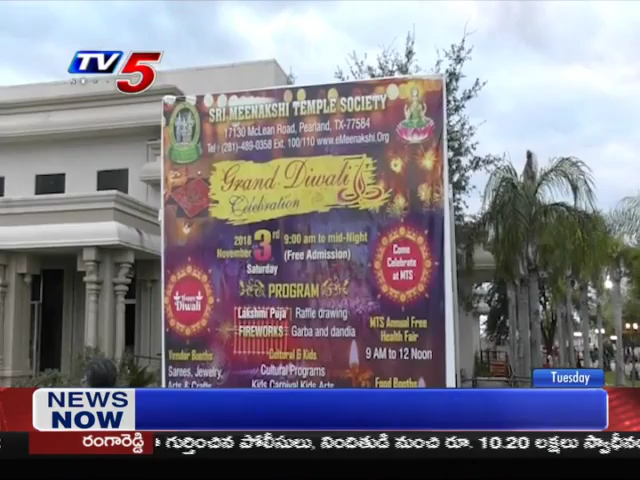 TV5
NEWS
SRI MEENAKSHI TEMPLE SOCIETY
17130 McLean Road, Pearland, TX-77584
Tel : (281)-489-0358 Ext. 100/110 www.eMeenakshi.Org
Grand Diwali
Celebration
2018
November
3rd
Saturday
9:00 am to mid-Night
(Free Admission)
Come
Celebrate
at MTS
Happy
Diwali
PROGRAM
Lakshmi Puja
Raffle drawing
FIREWORKS
Garba and dandia
MTS Annual Free
Health Fair
9 AM to 12 Noon
Vendor Booths
Sarees, Jewelry,
Arts & Crafts
Cultural & Kids
Cultural Programs
Kids Carnival Kids Arts
Food Booths
Tuesday
NEWS
NOW
రంగారెడ్డి
గుర్తించిన పోలీసులు, నిందితుడి నుంచి రూ. 10.20 లక్షలు స్వాధీనం